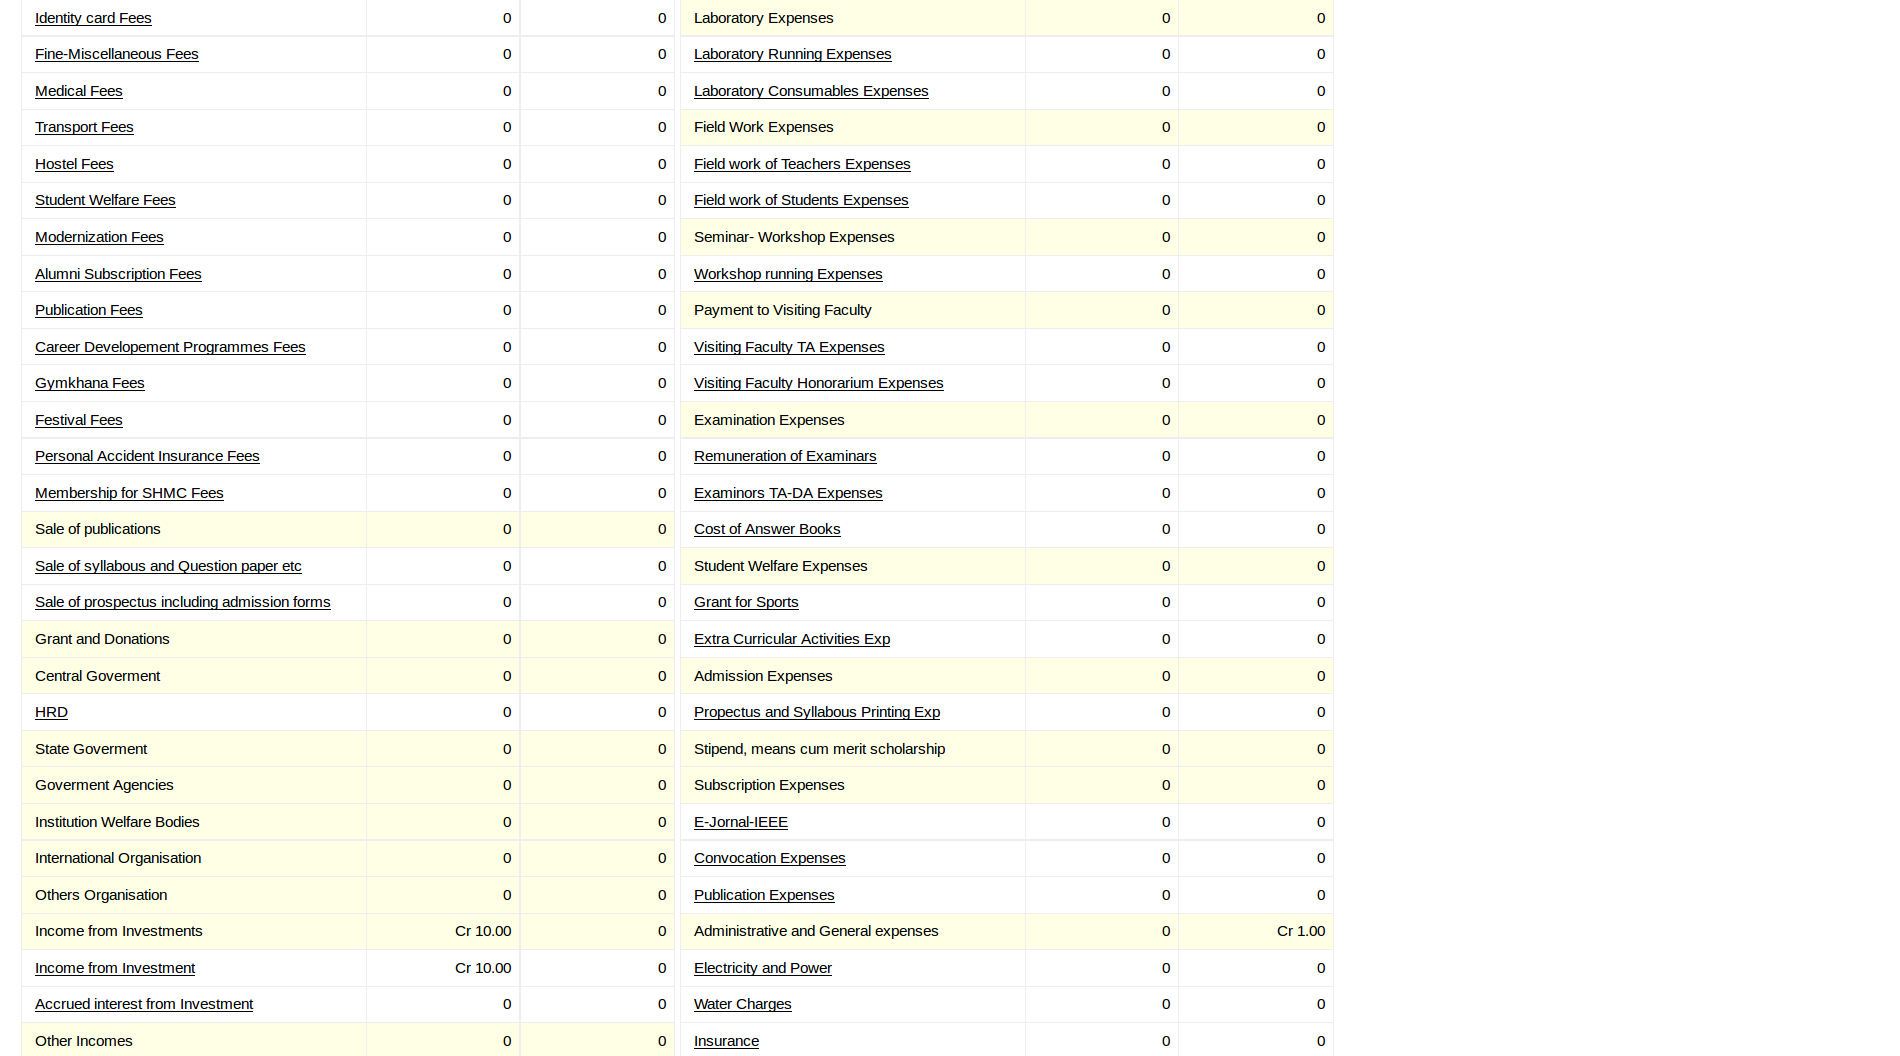 Identity card Fees 0 0 Laboratory Expenses 0 0
Fine-Miscellaneous Fees 0 0 Laboratory Running Expenses 0 0
Medical Fees 0 0 Laboratory Consumables Expenses 0 0
Transport Fees 0 0 Field Work Expenses 0 0
Hostel Fees 0 0 Field work of Teachers Expenses 0 0
Student Welfare Fees 0 0 Field work of Students Expenses 0 0
Modernization Fees 0 0 Seminar- Workshop Expenses 0 0
Alumni Subscription Fees 0 0 Workshop running Expenses 0 0
Publication Fees 0 0 Payment to Visiting Faculty 0 0
Career Developement Programmes Fees 0 0 Visiting Faculty TA Expenses 0 0
Gymkhana Fees 0 0 Visiting Faculty Honorarium Expenses 0 0
Festival Fees 0 0 Examination Expenses 0 0
Personal Accident Insurance Fees 0 0 Remuneration of Examinars 0 0
Membership for SHMC Fees 0 0 Examinors TA-DA Expenses 0 0
Sale of publications 0 0 Cost of Answer Books 0 0
Sale of syllabous and Question paper etc 0 0 Student Welfare Expenses 0 0
Sale of prospectus including admission forms 0 0 Grant for Sports 0 0
Grant and Donations 0 0 Extra Curricular Activities Exp 0 0
Central Goverment 0 0 Admission Expenses 0 0
HRD 0 0 Propectus and Syllabous Printing Exp 0 0
State Goverment 0 0 Stipend, means cum merit scholarship 0 0
Goverment Agencies 0 0 Subscription Expenses 0 0
Institution Welfare Bodies 0 0 E-Jornal-IEEE 0 0
International Organisation 0 0 Convocation Expenses 0 0
Others Organisation 0 0 Publication Expenses 0 0
Income from Investments Cr 10.00 0 Administrative and General expenses 0 Cr 1.00
Income from Investment Cr 10.00 0 Electricity and Power 0 0
Accrued interest from Investment 0 0 Water Charges 0 0
Other Incomes 0 0 Insurance 0 0